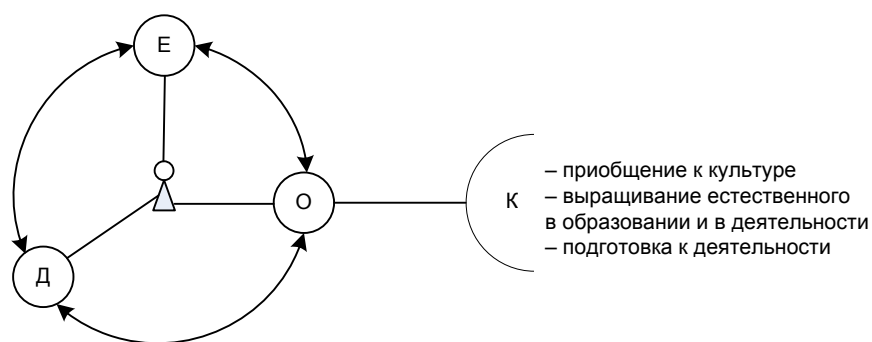 Е
О
Д
К
– приобщение к культуре
– выращивание естественного
в образовании и в деятельности
– подготовка к деятельности